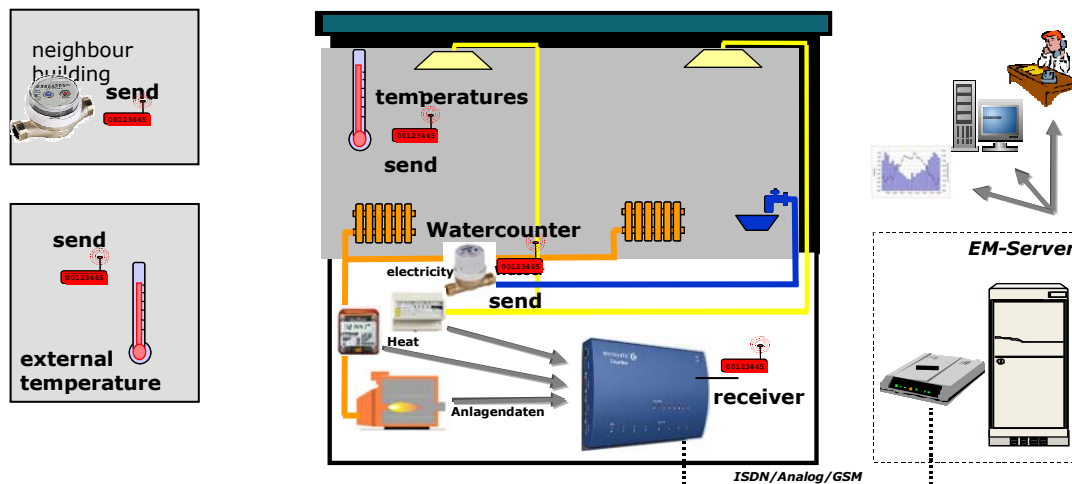 neighbour
building
send
00123445
send
00123445
external
temperature
temperatures
00123445
send
Watercounter
electricity
00123445
send
Heat
Anlagendaten
00123445
receiver
ISDN/Analog/GSM
EM-Server